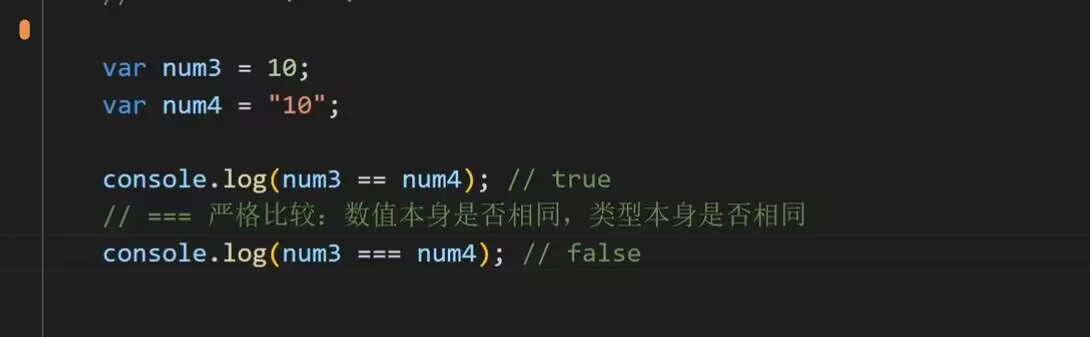 //
var num3 = 10;
var num4 = "10";
console.log(num3 == num4); // true
// === 严格比较：数值本身是否相同，类型本身是否相同
console.log(num3 === num4); // false